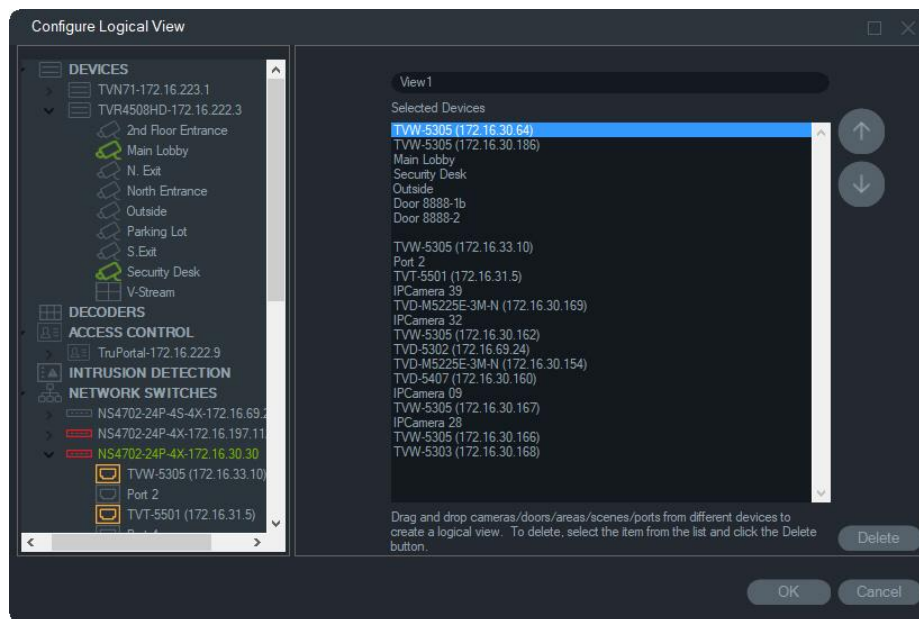 Configure Logical View
DEVICES
TVN71-172.16.223.1
TVR4508HD-172.16.222.3
2nd Floor Entrance
Main Lobby
N. Exit
North Entrance
Outside
Parking Lot
S.Exit
Security Desk
V-Stream
DECODERS
ACCESS CONTROL
TruPortal-172.16.222.9
INTRUSION DETECTION
NETWORK SWITCHES
NS4702-24P-4S-4X-172.16.69.2
NS4702-24P-4X-172.16.197.11
NS4702-24P-4X-172.16.30.30
TVW-5305 (172.16.33.10)
Port 2
TVT-5501 (172.16.31.5)
View1
Selected Devices
TVW-5305 (172.16.30.64)
TVW-5305 (172.16.30.186)
Main Lobby
Security Desk
Outside
Door 8888-1b
Door 8888-2
TVW-5305 (172.16.33.10)
Port 2
TVT-5501 (172.16.31.5)
IPCamera 39
TVD-M5225E-3M-N (172.16.30.169)
IPCamera 32
TVW-5305 (172.16.30.162)
TVD-5302 (172.16.69.24)
TVD-M5225E-3M-N (172.16.30.154)
TVD-5407 (172.16.30.160)
IPCamera 09
TVW-5305 (172.16.30.167)
IPCamera 28
TVW-5305 (172.16.30.166)
TVW-5303 (172.16.30.168)
Drag and drop cameras/doors/areas/scenes/ports from different devices to
create a logical view. To delete, select the item from the list and click the Delete
button.
Delete
OK
Cancel